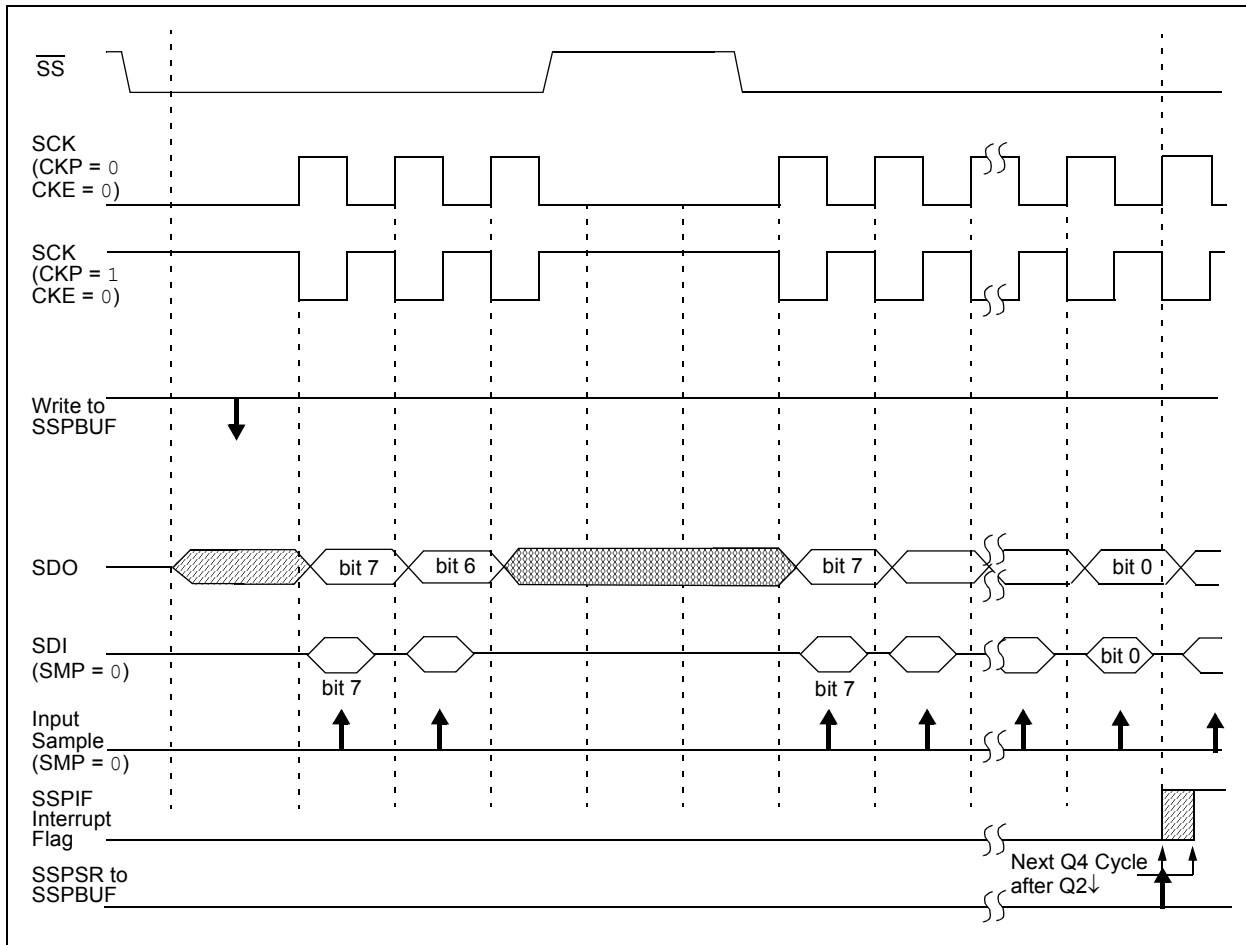 SS
SCK
(CKP = 0
CKE = 0)
SCK
(CKP = 1
CKE = 0)
Write to
SSPBUF
SDO
bit 7
bit 6
bit 7
bit 0
SDI
(SMP = 0)
bit 7
bit 7
bit 0
Input
Sample
(SMP = 0)
SSPIF
Interrupt
Flag
SSPSR to
SSPBUF
Next Q4 Cycle
after Q2↓